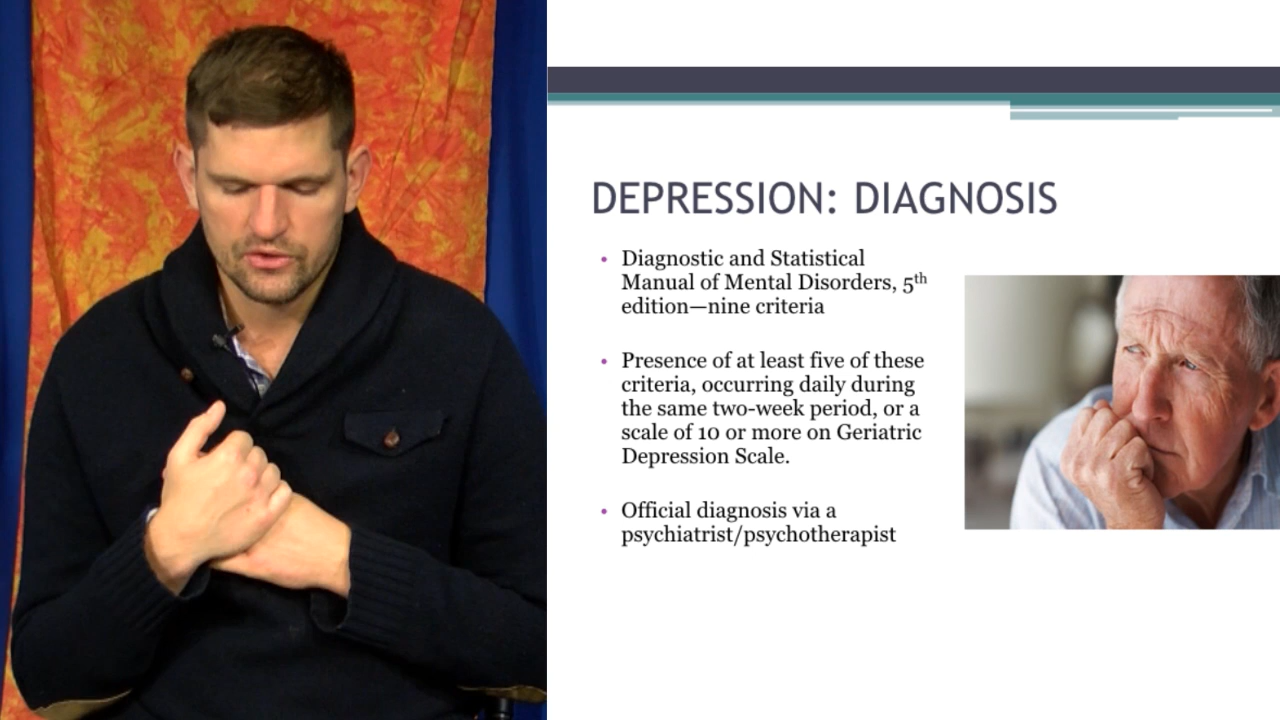 DEPRESSION: DIAGNOSIS
• Diagnostic and Statistical
Manual of Mental Disorders, 5th
edition—nine criteria
• Presence of at least five of these
criteria, occurring daily during
the same two-week period, or a
scale of 10 or more on Geriatric
Depression Scale.
• Official diagnosis via a
psychiatrist/psychotherapist